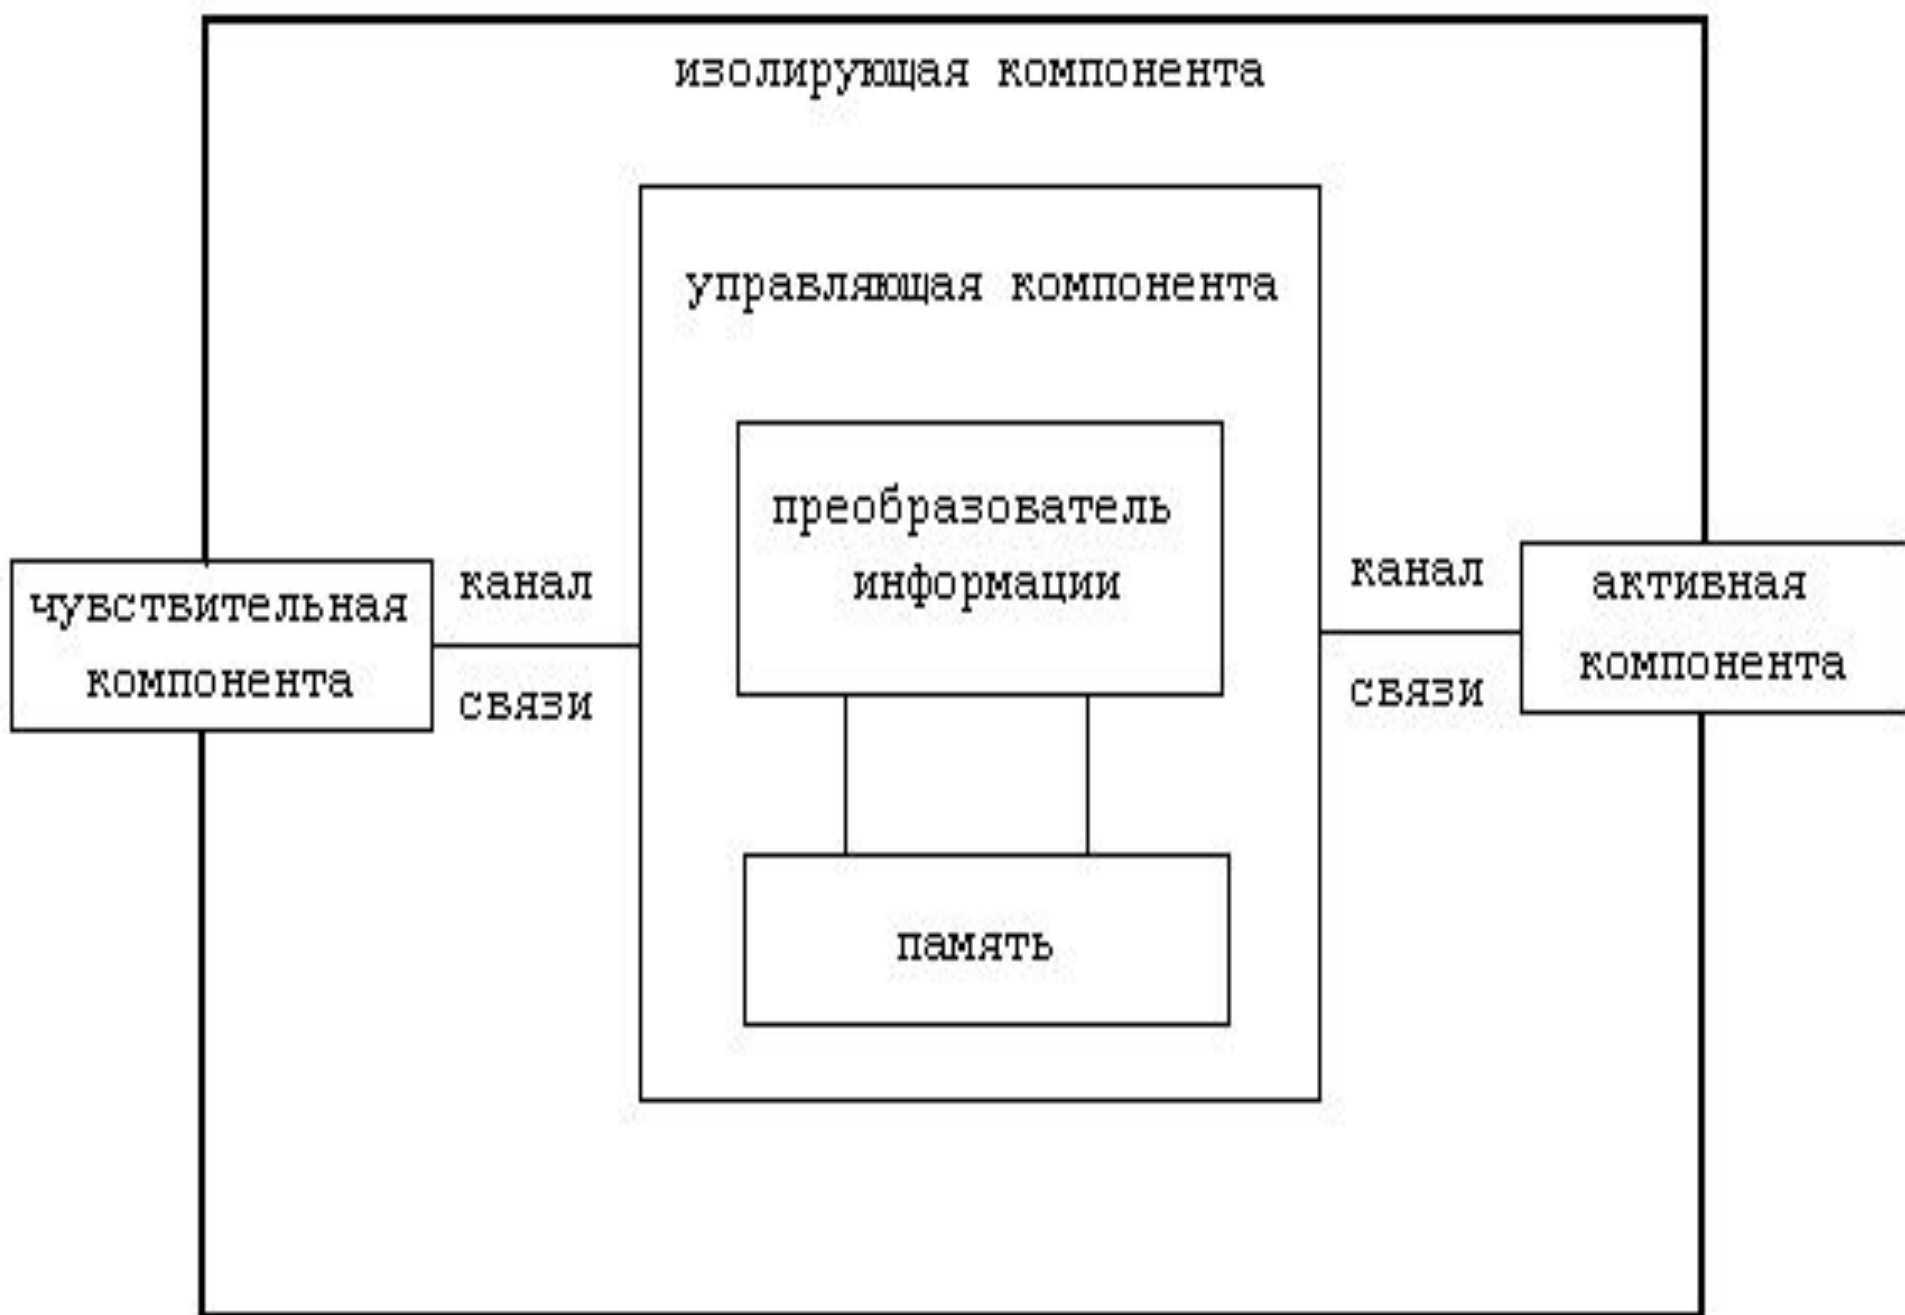 изолирующая компонента
управляющая компонента
преобразователь
информации
чувствительная
компонента
канал
связи
канал
связи
активная
компонента
память